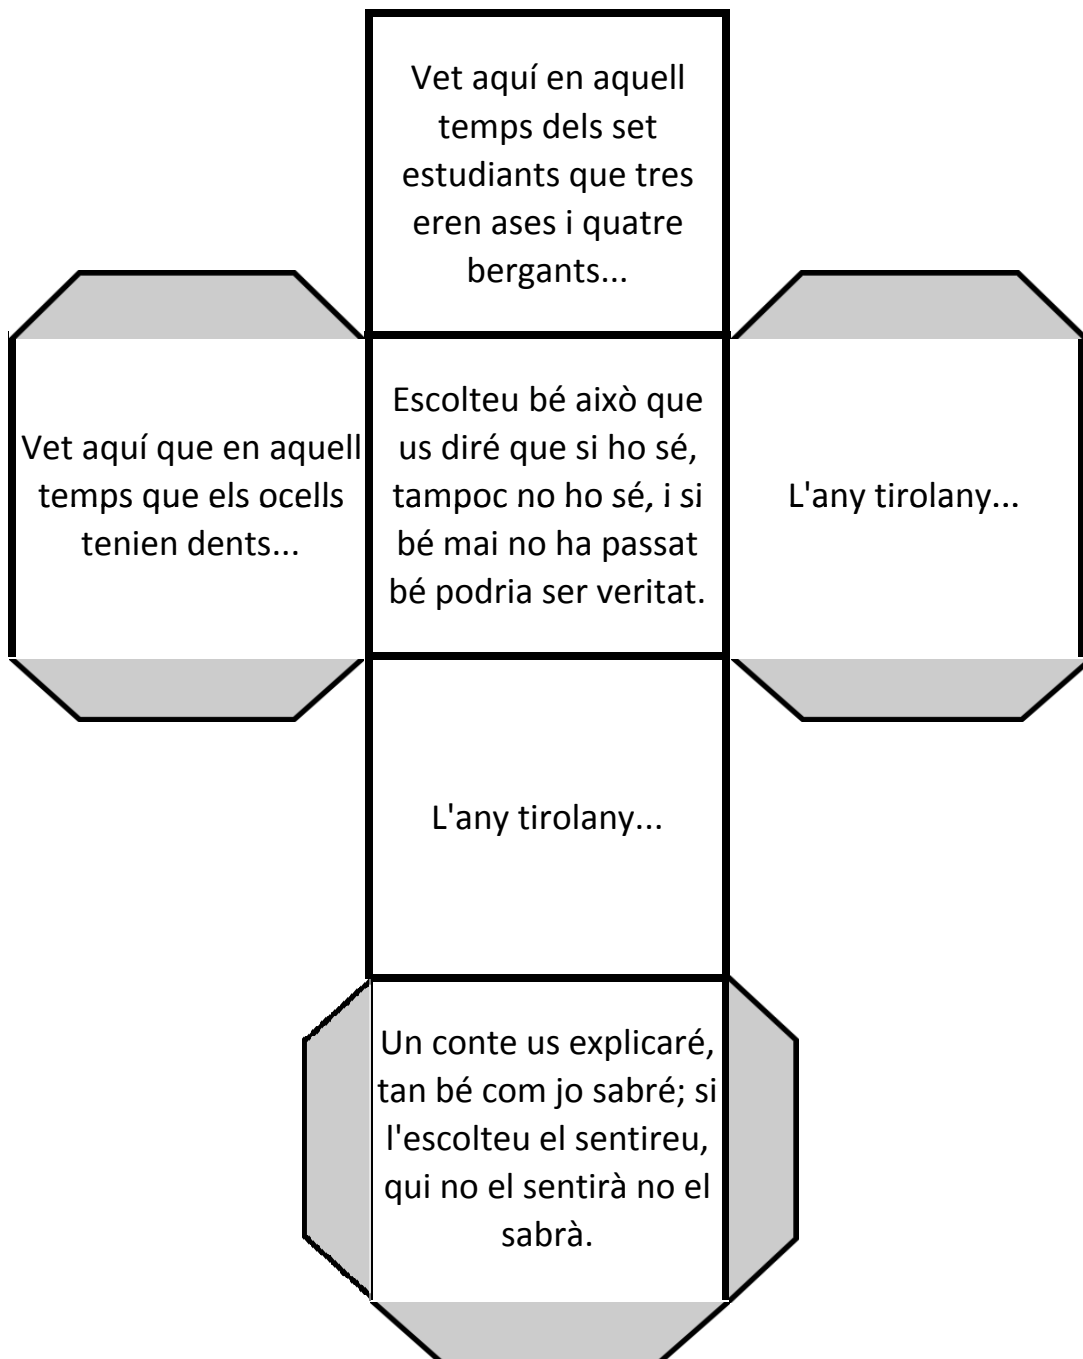 Vet aquí en aquell
temps dels set
estudiants que tres
eren ases i quatre
bergants...
Vet aquí que en aquell
temps que els ocells
tenien dents...
Escolteu bé això que
us diré que si ho sé,
tampoc no ho sé, i si
bé mai no ha passat
bé podria ser veritat.
L'any tirolany...
L'any tirolany...
Un conte us explicaré,
tan bé com jo sabré; si
l'escolteu el sentireu,
qui no el sentirà no el
sabrà.